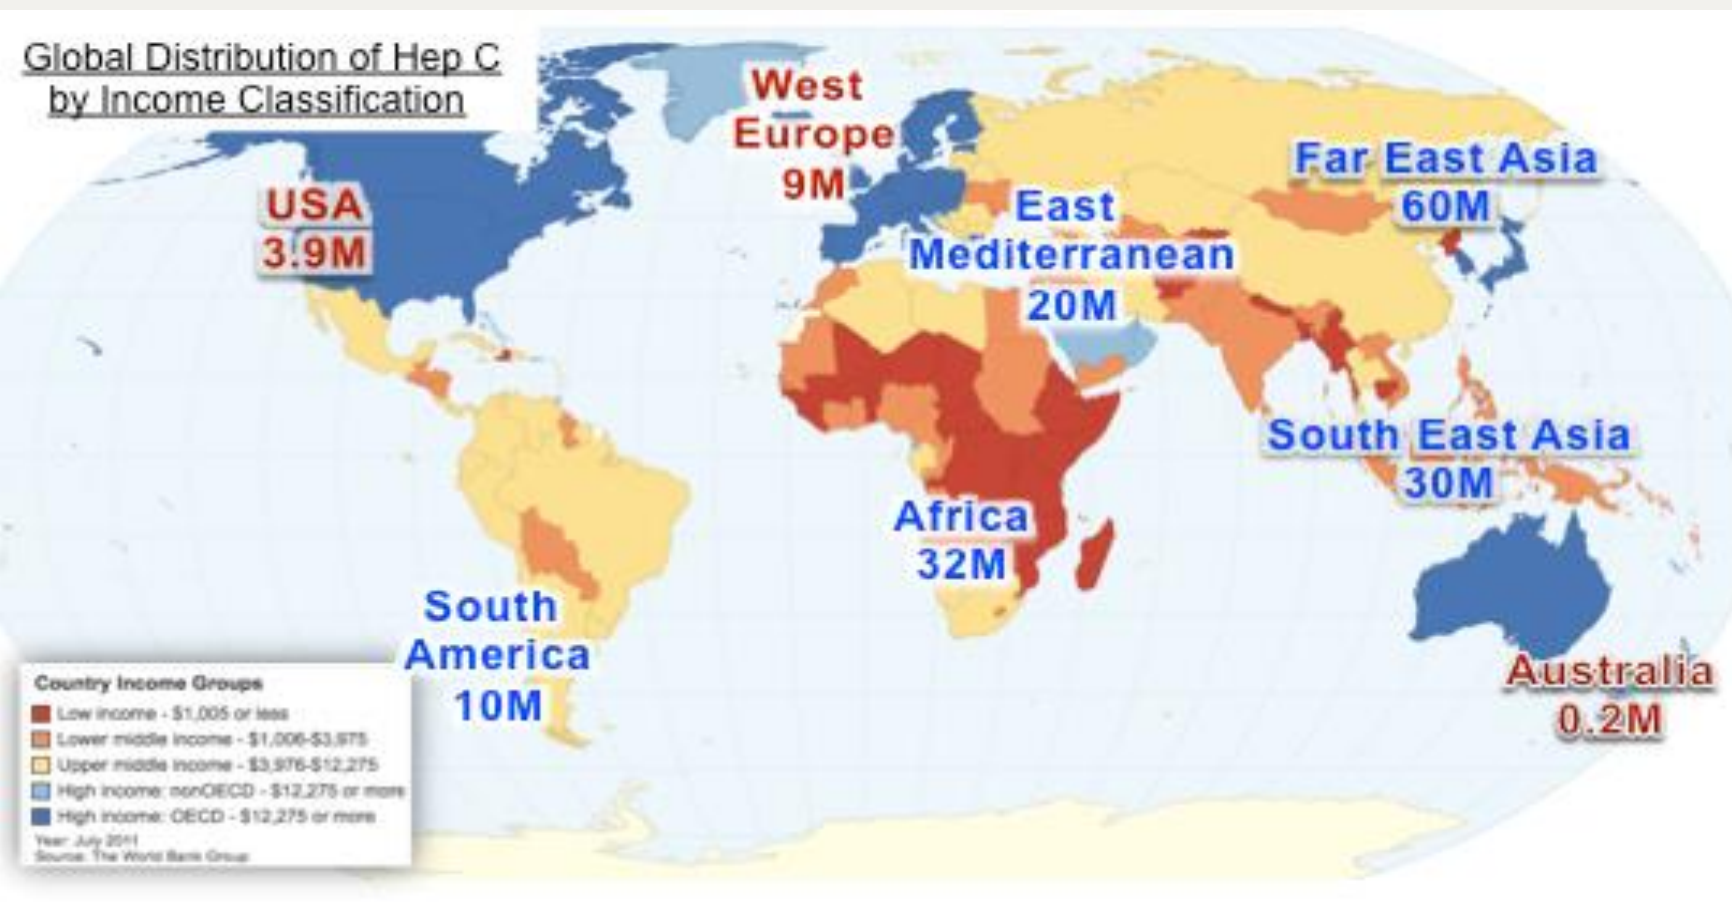 Global Distribution of Hep C
by Income Classification
West
Europe
9M
Far East Asia
60M
USA
3.9M
East
Mediterranean
20M
South East Asia
30M
Africa
32M
South
America
10M
Australia
0.2M
Country Income Groups
Low income - $1,005 or less
Lower middle income - $1,006-$3,975
Upper middle income - $3,976-$12,275
High income: nonOECD - $12,275 or more
High income: OECD - $12,275 or more
Year: July 2011
Source: The World Bank Group